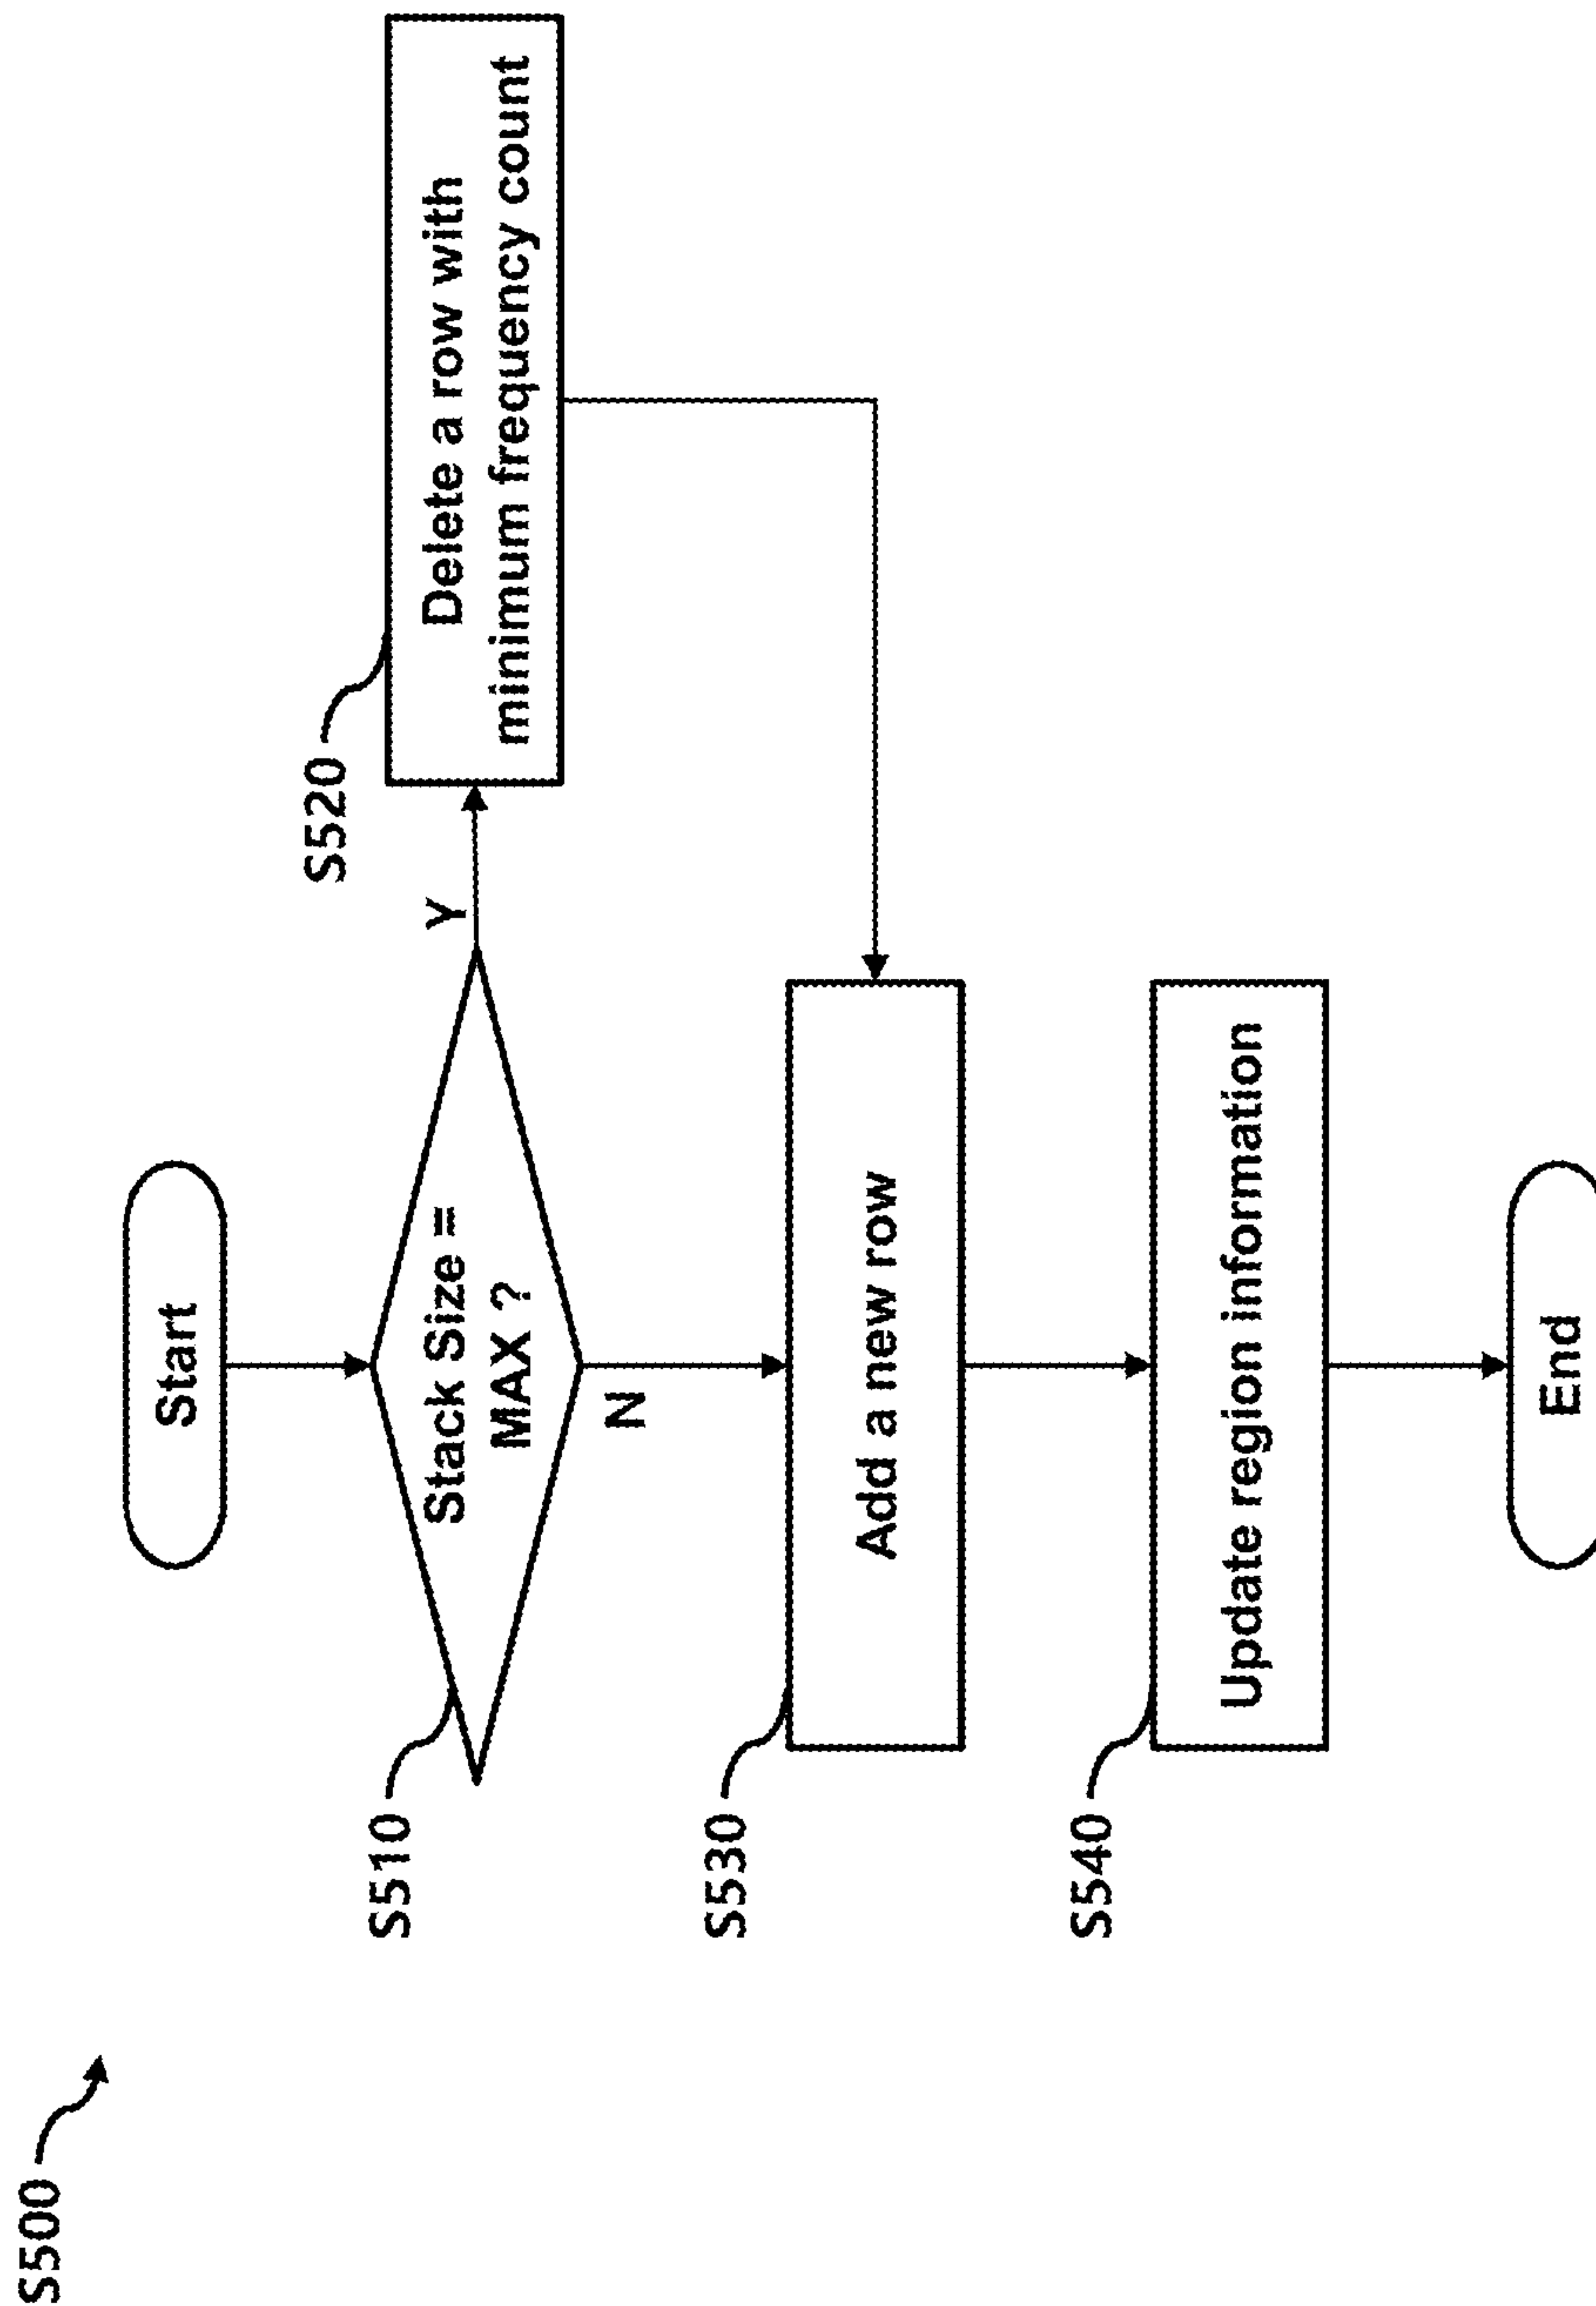 S500
Start
S510
Stack Size =
MAX ?
Y
N
S520
Delete a row with
minimum frequency count
S530
Add a new row
S540
Update region information
End